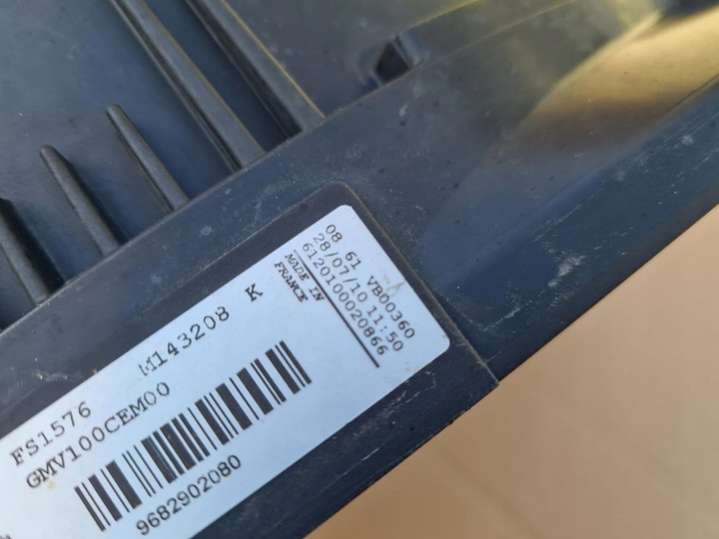 08 61 VB00360
28/07/10 11:50
6120100020866
MADE IN
FRANCE
FS1576 M143208 K
GMV100CEM00
9682902080